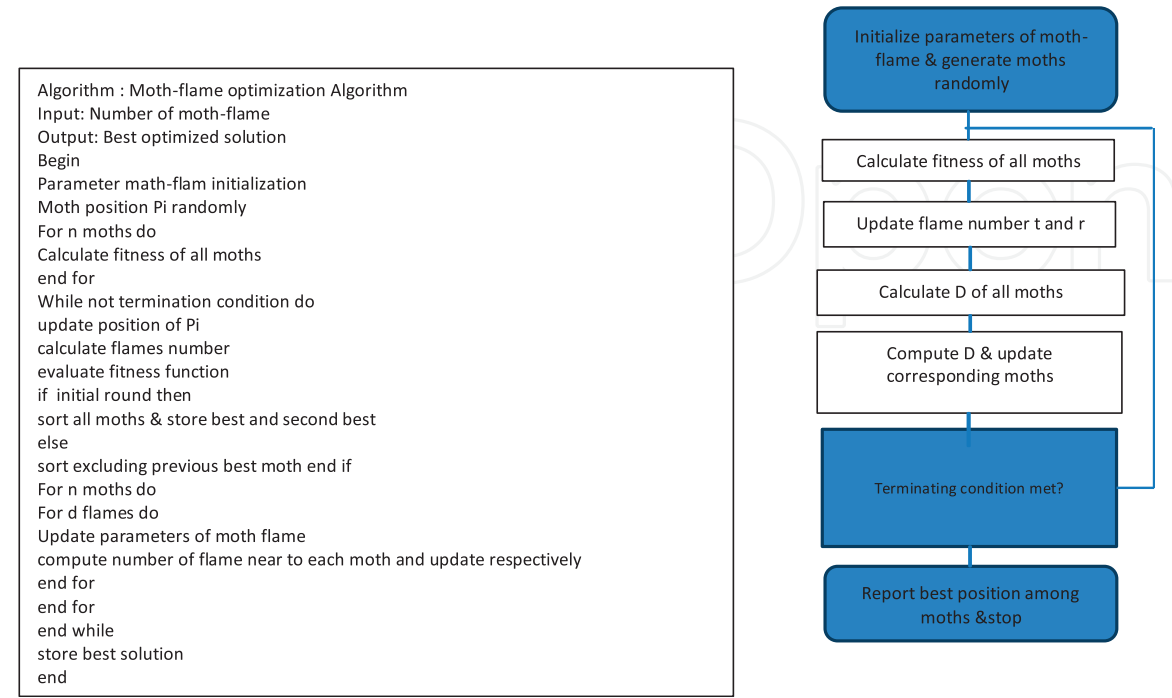 Algorithm : Moth-flame optimization Algorithm
Input: Number of moth-flame
Output: Best optimized solution
Begin
Parameter math-flam initialization
Moth position Pi randomly
For n moths do
Calculate fitness of all moths
end for
While not termination condition do
update position of Pi
calculate flames number
evaluate fitness function
if  initial round then
sort all moths & store best and second best
else
sort excluding previous best moth end if
For n moths do
For d flames do
Update parameters of moth flame
compute number of flame near to each moth and update respectively
end for
end for
end while
store best solution
end
Initialize parameters of moth-
flame & generate moths
randomly
Calculate fitness of all moths
Update flame number t and r
Calculate D of all moths
Compute D & update
corresponding moths
Terminating condition met?
Report best position among
moths &stop
Open